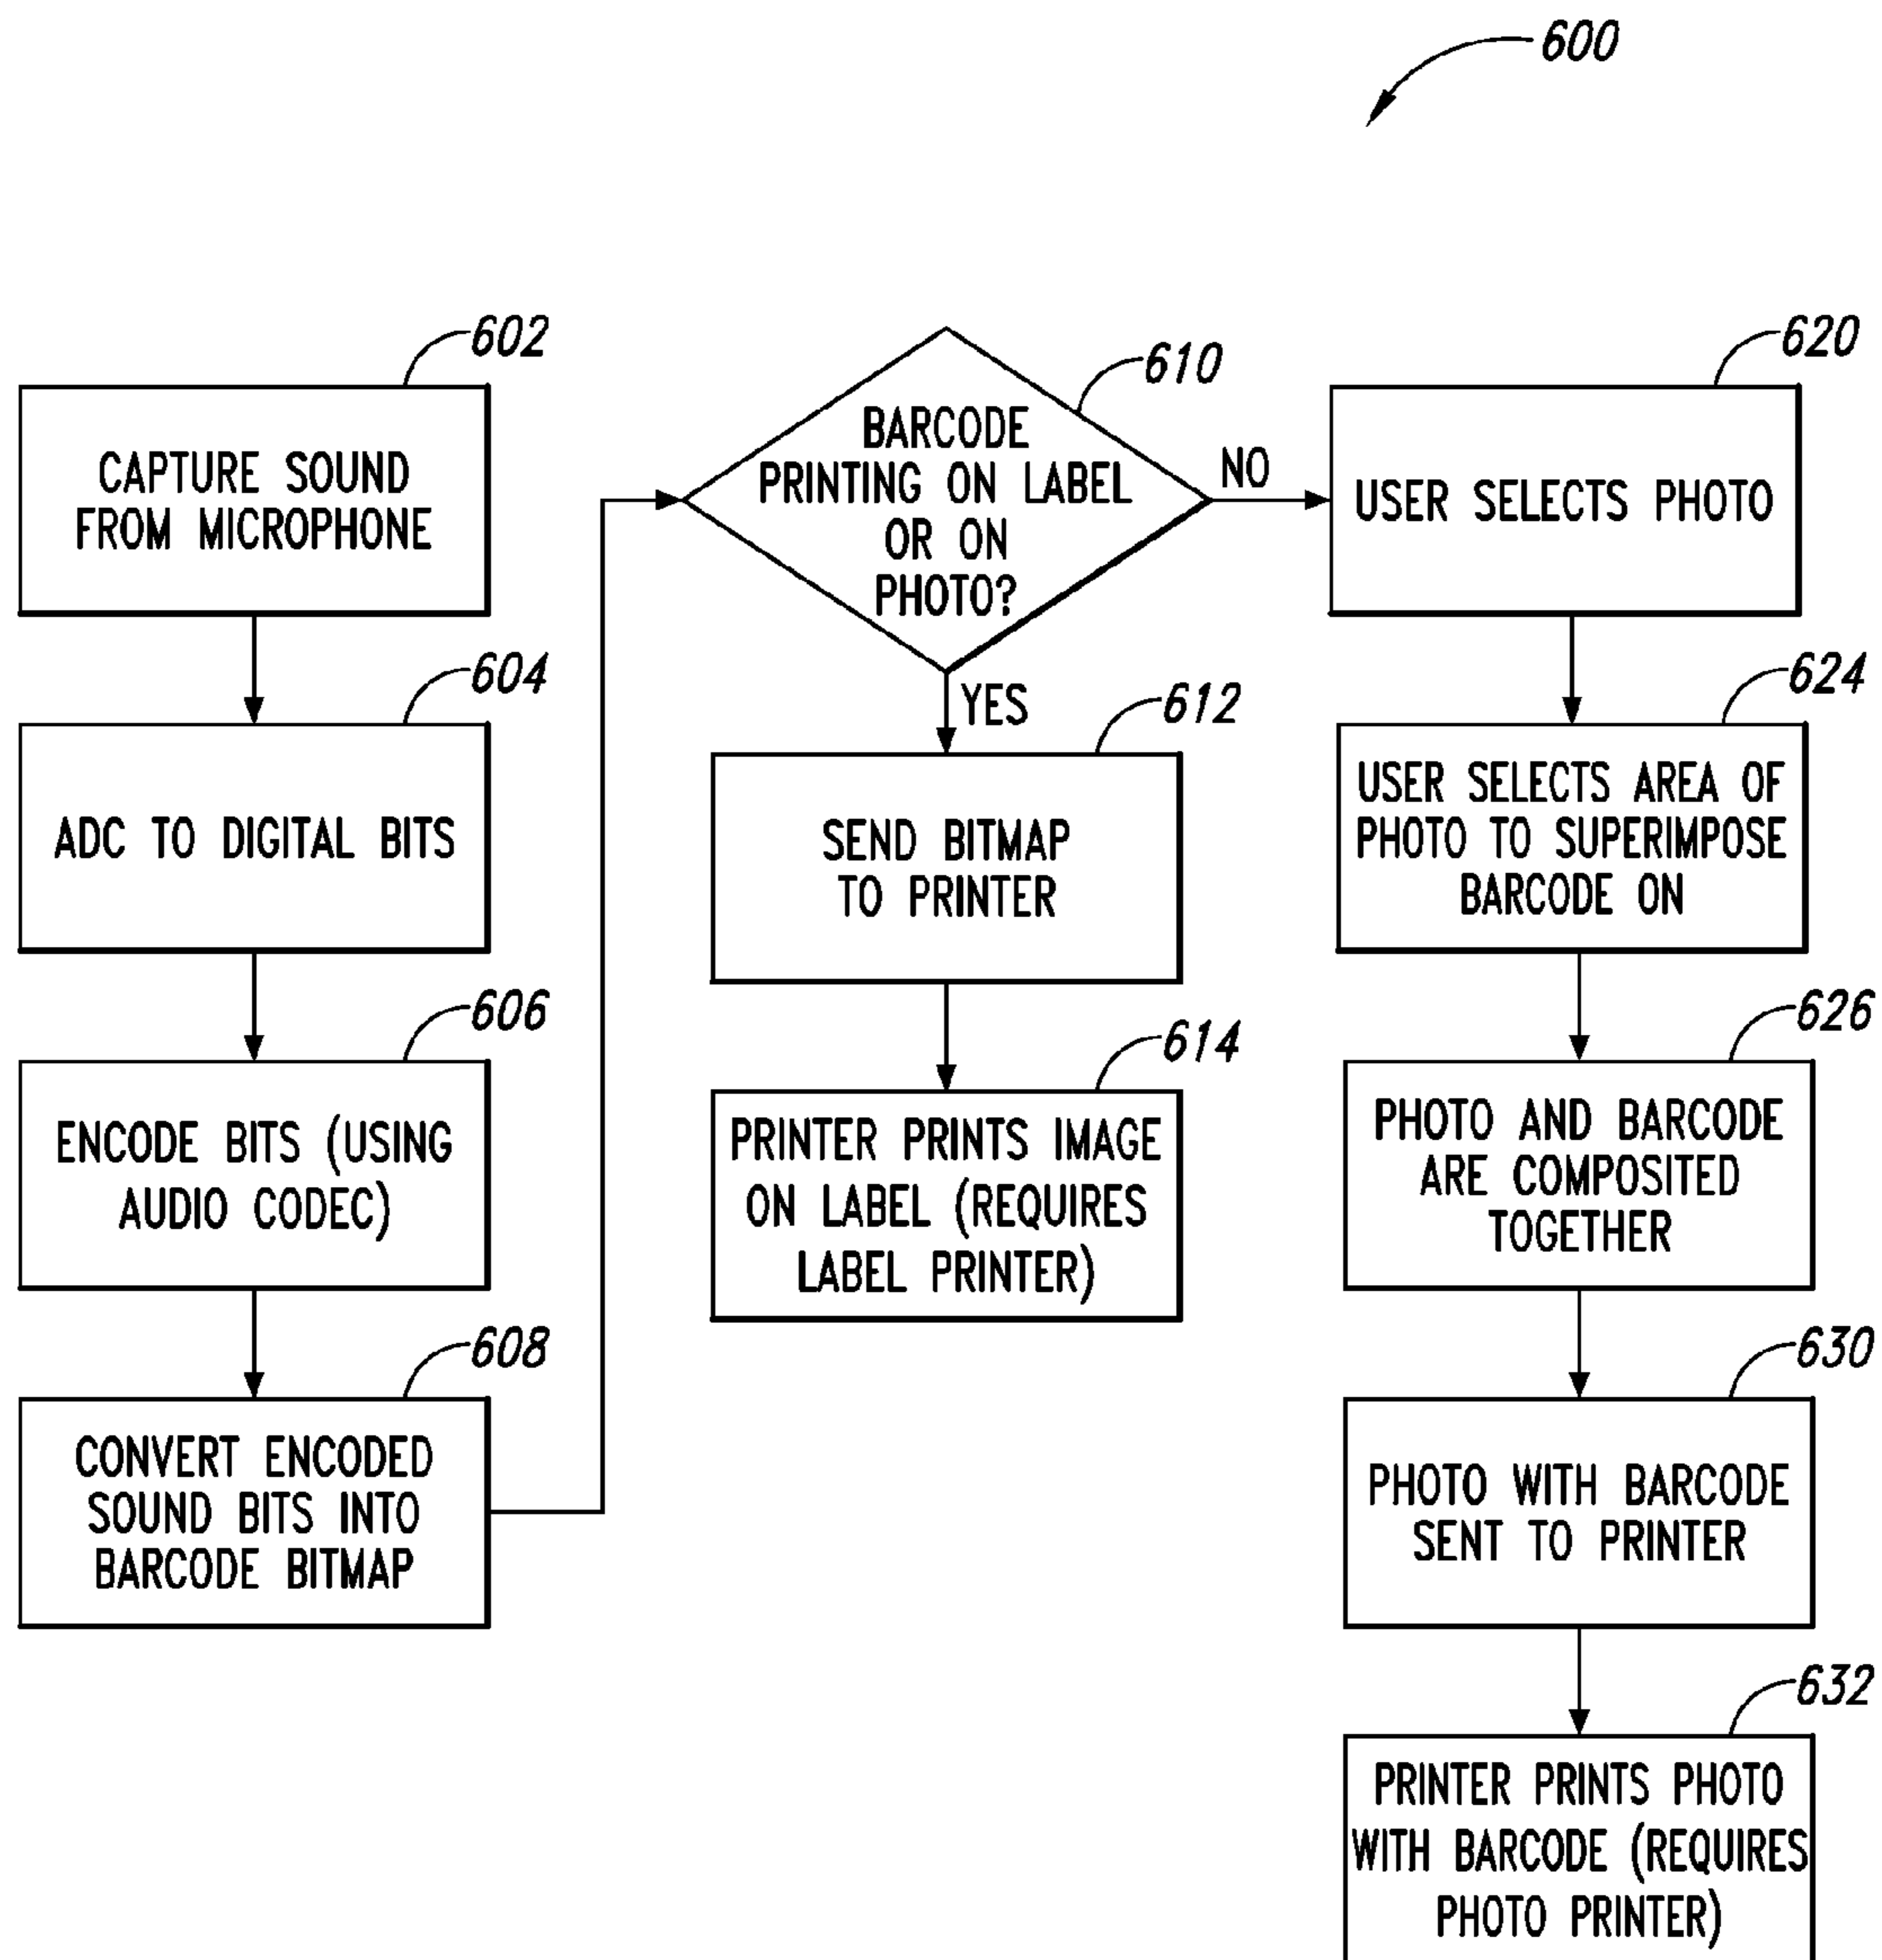 600
602
CAPTURE SOUND
FROM MICROPHONE
604
ADC TO DIGITAL BITS
606
ENCODE BITS (USING
AUDIO CODEC)
608
CONVERT ENCODED
SOUND BITS INTO
BARCODE BITMAP
610
BARCODE
PRINTING ON LABEL
OR ON
PHOTO?
NO
YES
612
SEND BITMAP
TO PRINTER
614
PRINTER PRINTS IMAGE
ON LABEL (REQUIRES
LABEL PRINTER)
620
USER SELECTS PHOTO
624
USER SELECTS AREA OF
PHOTO TO SUPERIMPOSE
BARCODE ON
626
PHOTO AND BARCODE
ARE COMPOSITED
TOGETHER
630
PHOTO WITH BARCODE
SENT TO PRINTER
632
PRINTER PRINTS PHOTO
WITH BARCODE (REQUIRES
PHOTO PRINTER)